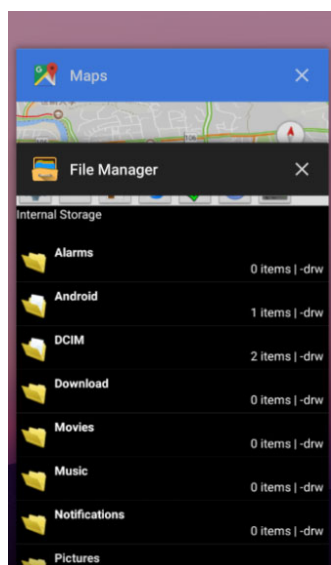 Maps
File Manager
Internal Storage
Alarms
0 items | -drw
Android
1 items | -drw
DCIM
2 items | -drw
Download
0 items | -drw
Movies
0 items | -drw
Music
0 items | -drw
Notifications
0 items | -drw
Pictures